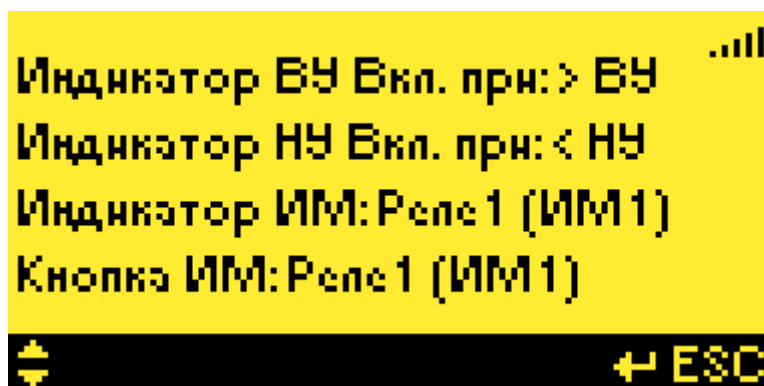 Индикатор ВУ Вкл. при: > ВУ
Индикатор НУ Вкл. при: < НУ
Индикатор ИМ: Реле1 (ИМ1)
Кнопка ИМ: Реле1 (ИМ1)
ESC